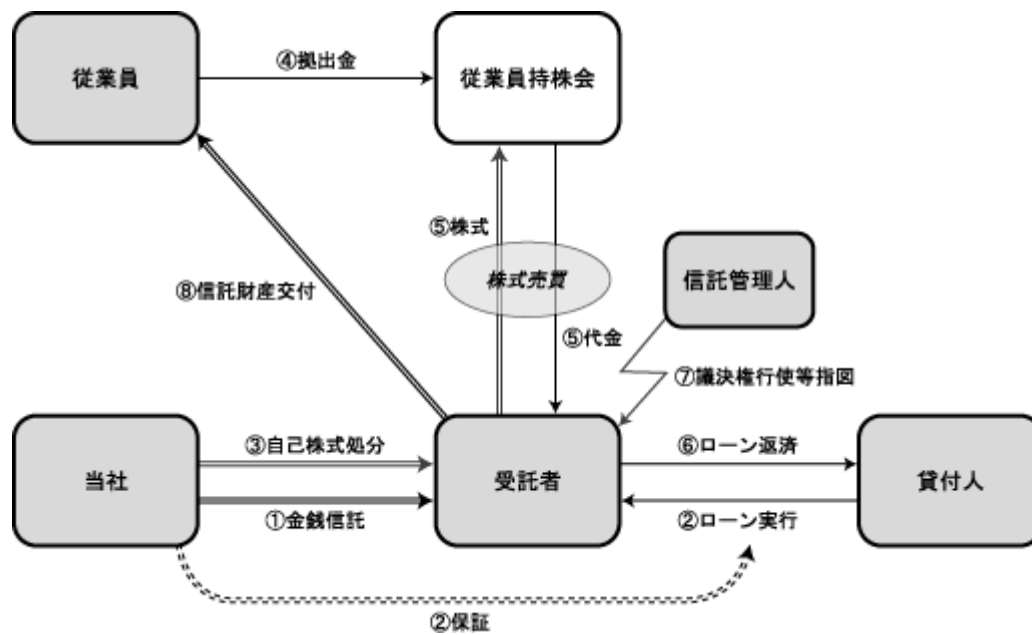 従業員
④拠出金
従業員持株会
⑤株式
株式売買
信託管理人
⑧信託財産交付
⑤代金
⑦議決権行使等指図
当社
③自己株式処分
①金銭信託
受託者
⑥ローン返済
②ローン実行
貸付人
②保証